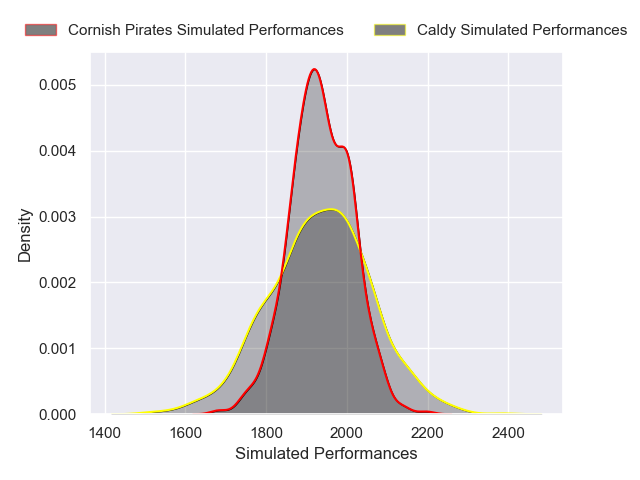 Cornish Pirates Simulated Performances Caldy Simulated Performances
0.005
0.004
0.003
0.002
0.001
0.000
Density
1400 1600 1800 2000 2200 2400
Simulated Performances